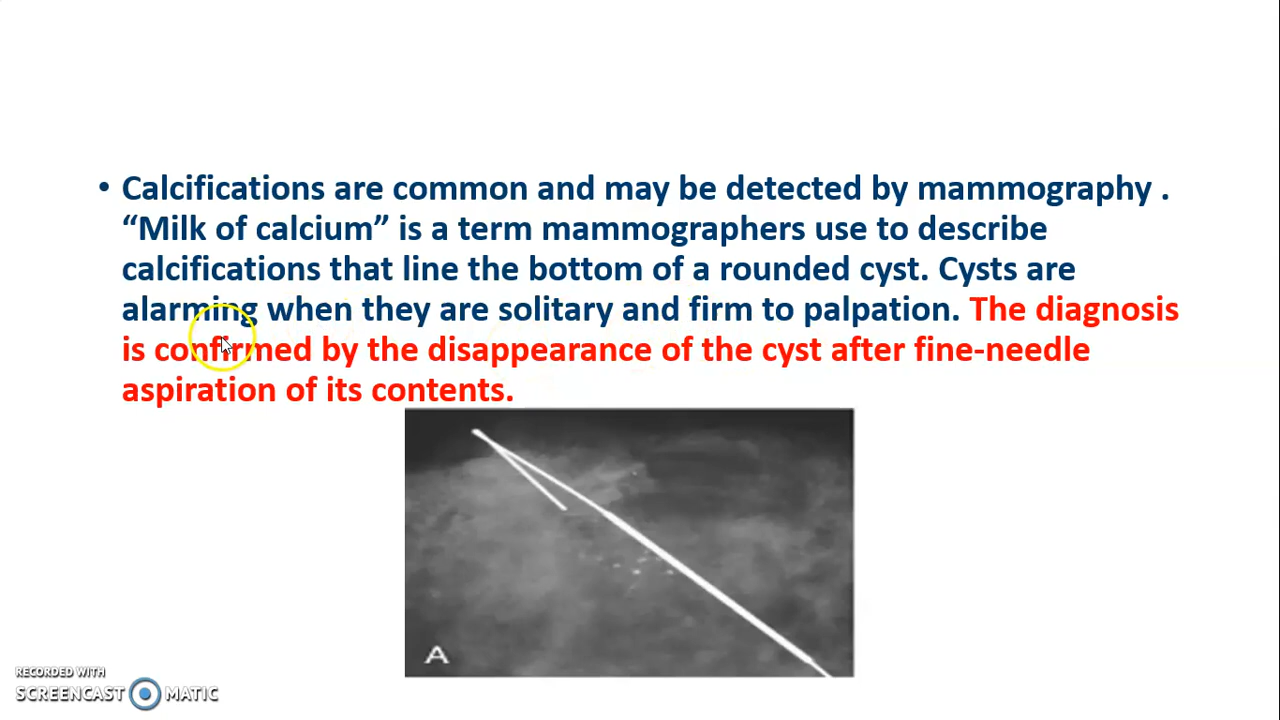 • Calcifications are common and may be detected by mammography .
“Milk of calcium” is a term mammographers use to describe
calcifications that line the bottom of a rounded cyst. Cysts are
alarming when they are solitary and firm to palpation. The diagnosis
is confirmed by the disappearance of the cyst after fine-needle
aspiration of its contents.
A
RECORDED WITH
SCREENCAST MATIC